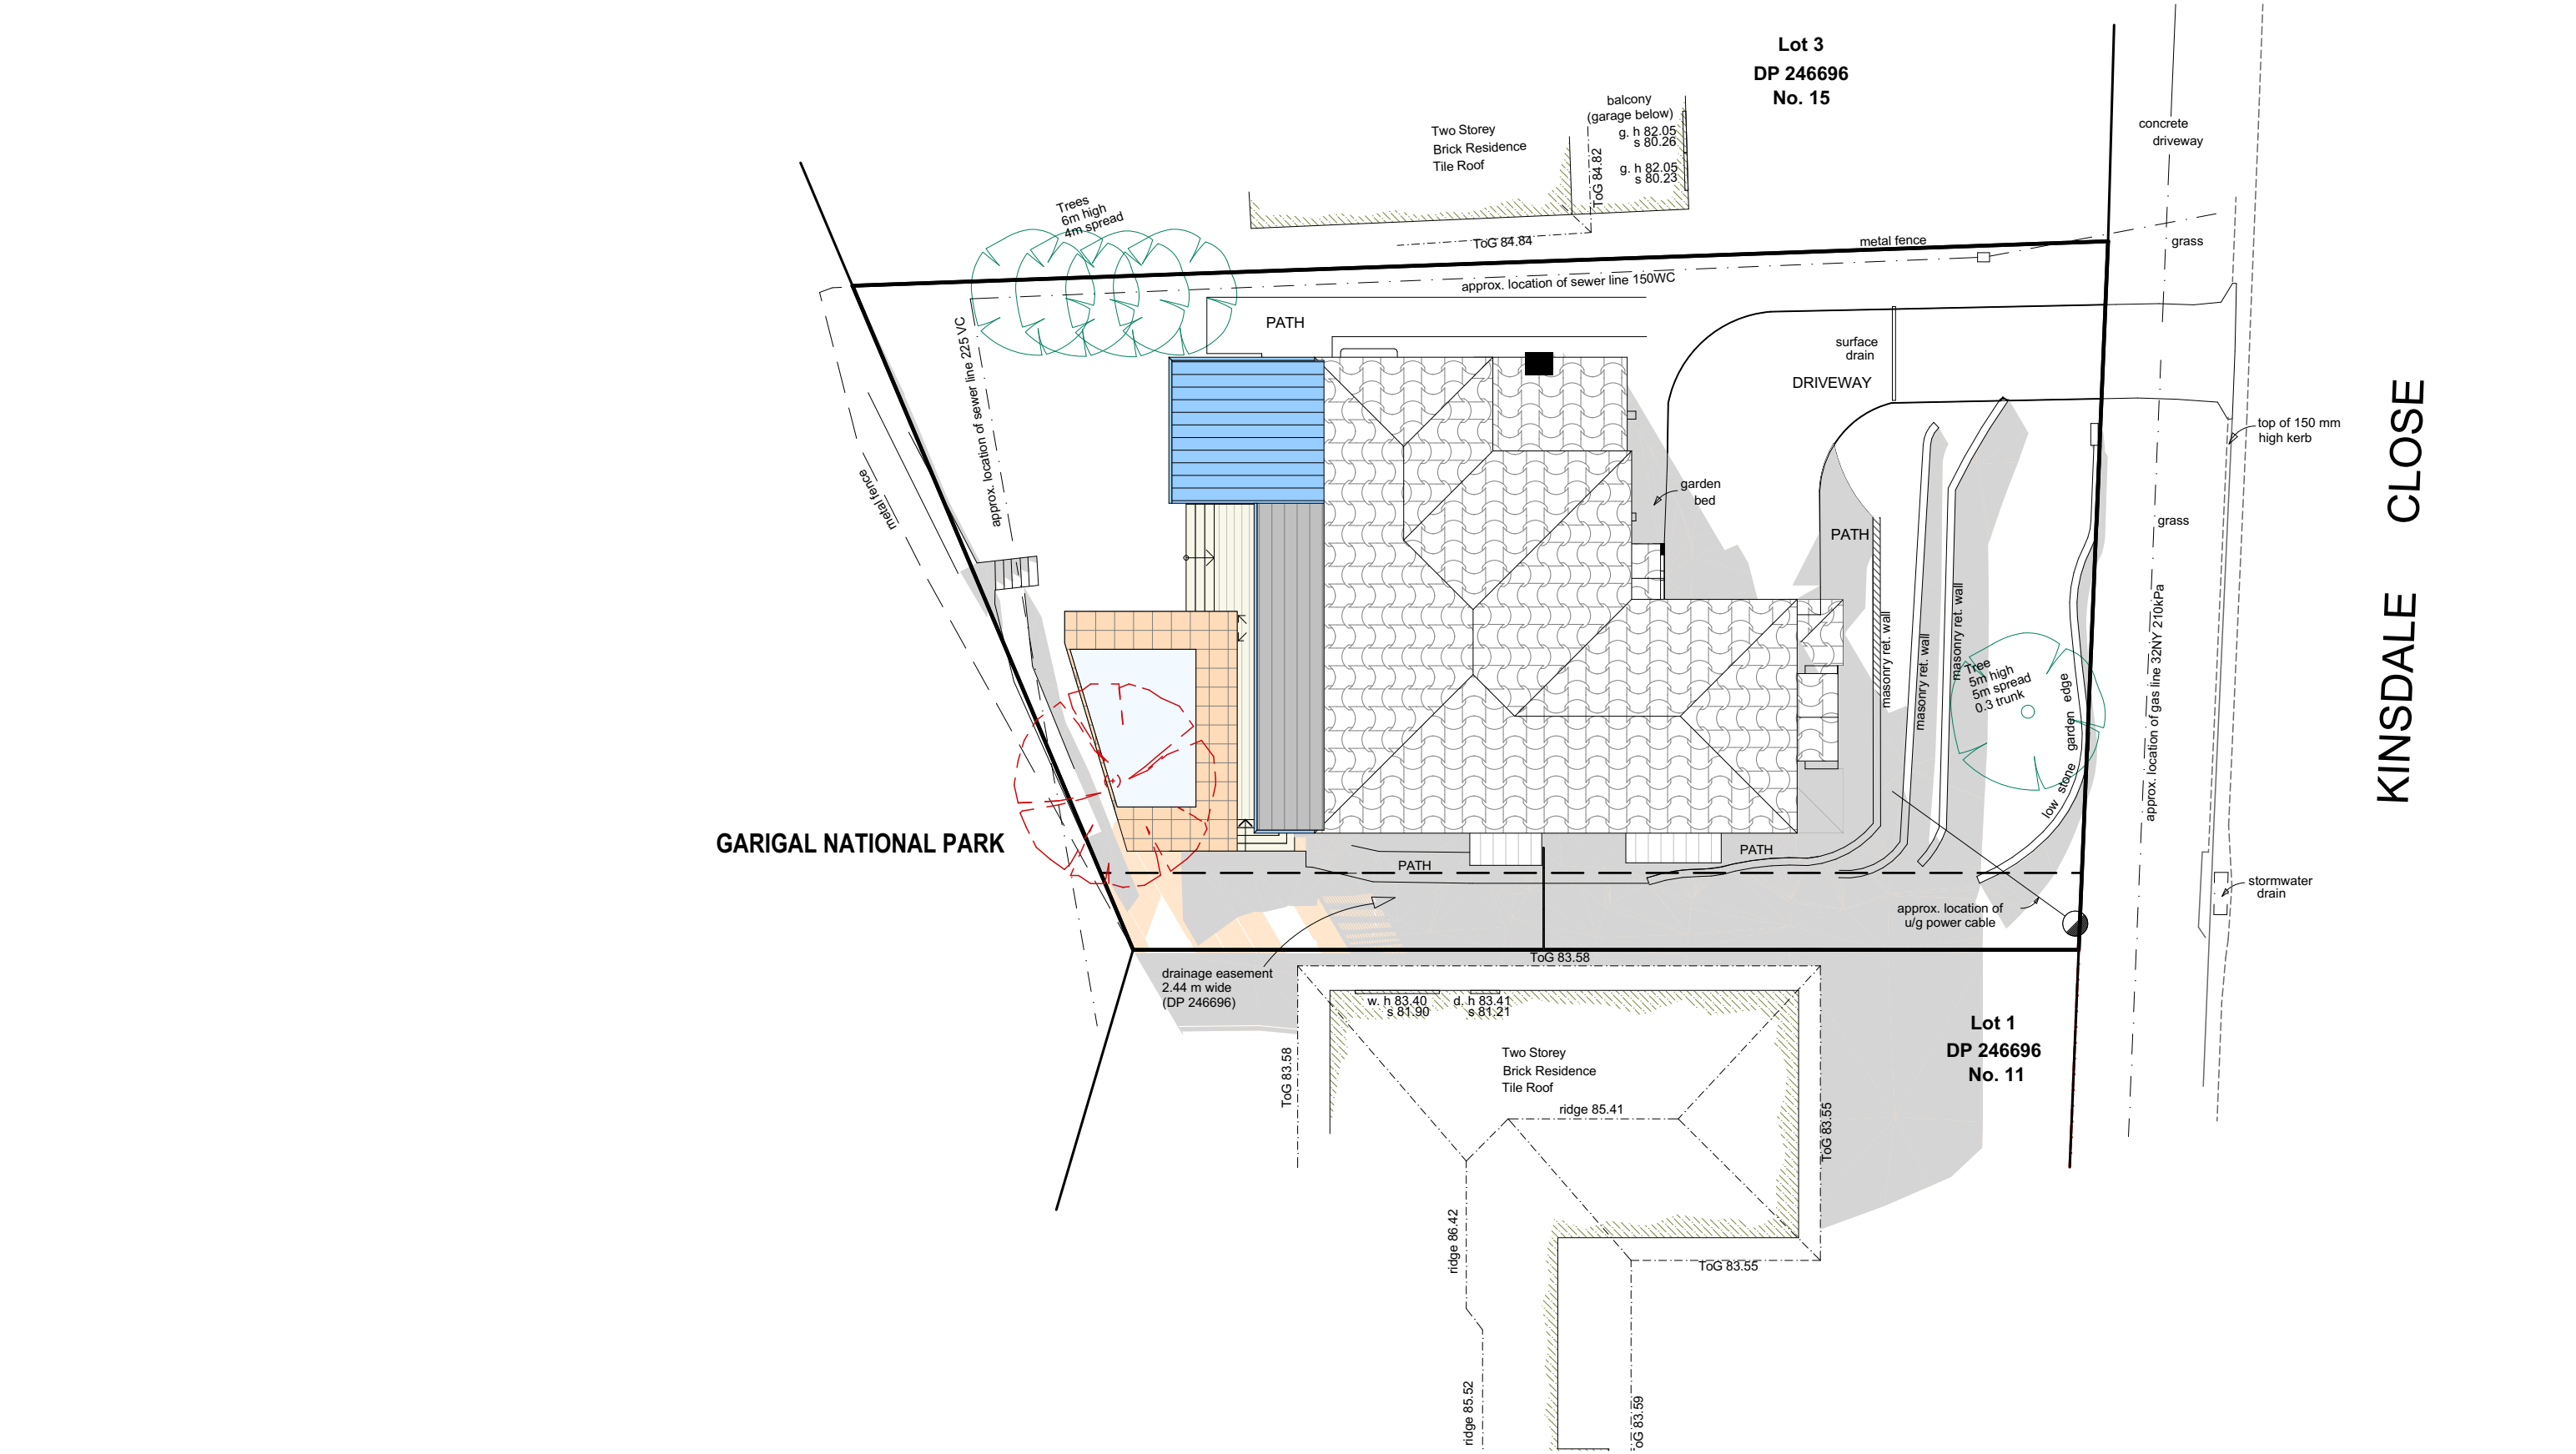 Lot 3
DP 246696
No. 15
balcony
(garage below)
g. h 82.05
s 80.26
g. h 82.05
s 80.23
ToG 84.82
Two Storey
Brick Residence
Tile Roof
ToG 84.84
concrete
driveway
Trees
6m high
4m spread
metal fence
grass
approx. location of sewer line 150WC
PATH
surface
drain
DRIVEWAY
approx. location of sewer line 225 VC
metal fence
garden
bed
PATH
top of 150 mm
high kerb
grass
KINSDALE CLOSE
masonry ret. wall
masonry ret. wall
masonry ret. wall
Tree
5m high
5m spread
0.3 trunk
low stone garden edge
approx. location of gas line 32NY 210kPa
GARIGAL NATIONAL PARK
PATH
PATH
stormwater
drain
approx. location of
u/g power cable
drainage easement
2.44 m wide
(DP 246696)
ToG 83.58
w. h 83.40
s 81.90
d. h 83.41
s 81.21
ToG 83.58
Two Storey
Brick Residence
Tile Roof
ridge 85.41
Lot 1
DP 246696
No. 11
ToG 83.55
ridge 86.42
ToG 83.55
ridge 85.52
oG 83.59